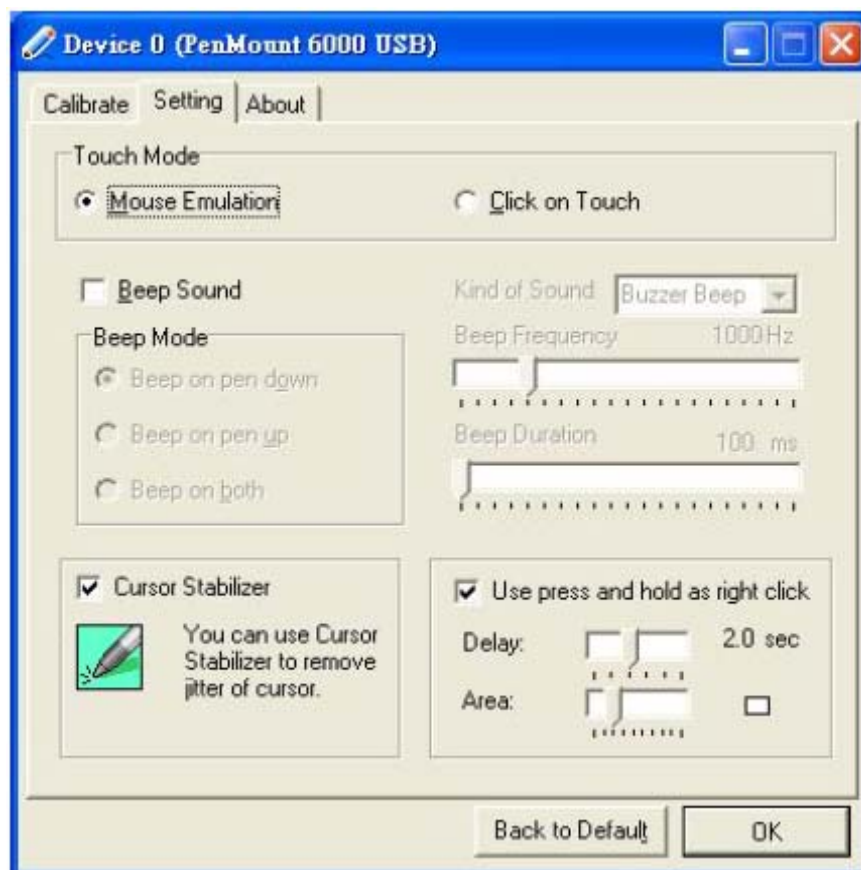 Device 0 (PenMount 6000 USB)
Calibrate Setting About
Touch Mode
Mouse Emulation Click on Touch
Beep Sound
Kind of Sound Buzzer Beep
Beep Mode
Beep Frequency 1000Hz
Beep on pen down
Beep on pen up
Beep Duration 100 ms
Beep on both
Cursor Stabilizer
You can use Cursor
Stabilizer to remove
jitter of cursor.
Use press and hold as right click
Delay: 2.0 sec
Area:
Back to Default OK